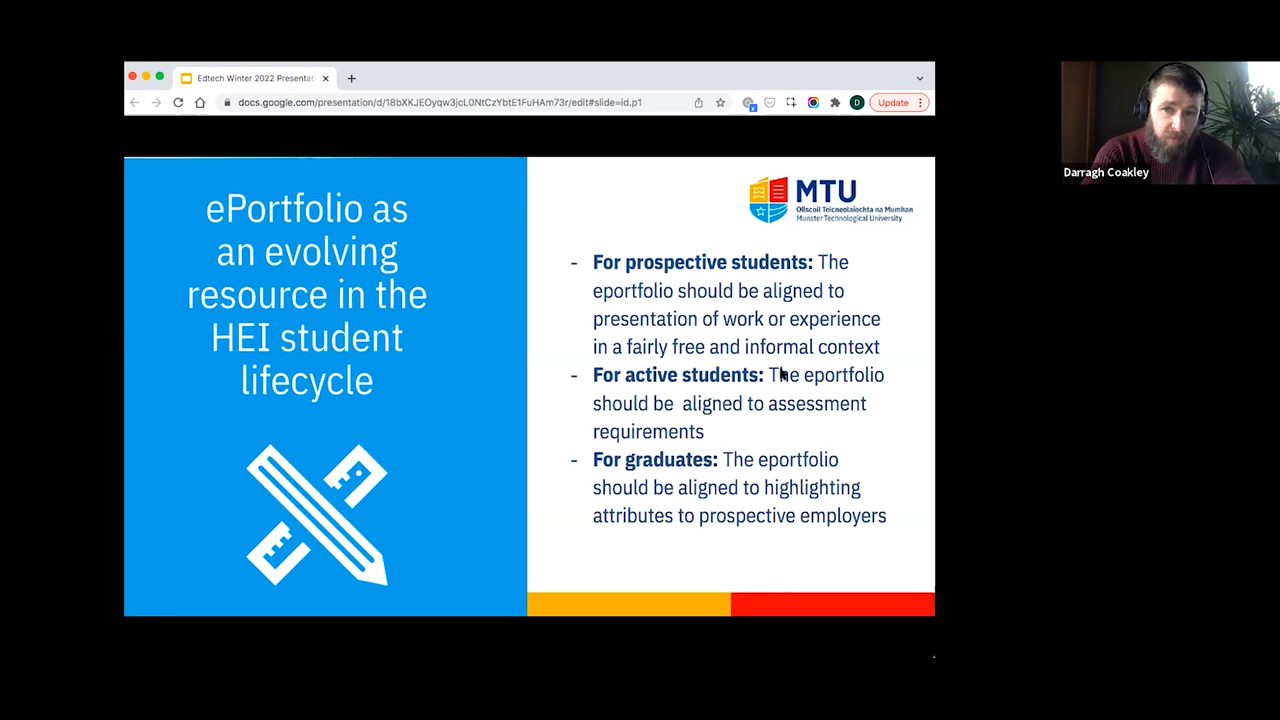 Edtech Winter 2022 Presentat
docs.google.com/presentation/d/18bXKJEOyqw3jcL0NtCzYbtE1FuHAm73r/edit#slide=id.p1
D
Update
ePortfolio as
an evolving
resource in the
HEI student
lifecycle
MTU
Ollscoil Teicneolaíochta na Mumhan
Munster Technological University
- For prospective students: The
eportfolio should be aligned to
presentation of work or experience
in a fairly free and informal context
- For active students: The eportfolio
should be aligned to assessment
requirements
- For graduates: The eportfolio
should be aligned to highlighting
attributes to prospective employers
Darragh Coakley